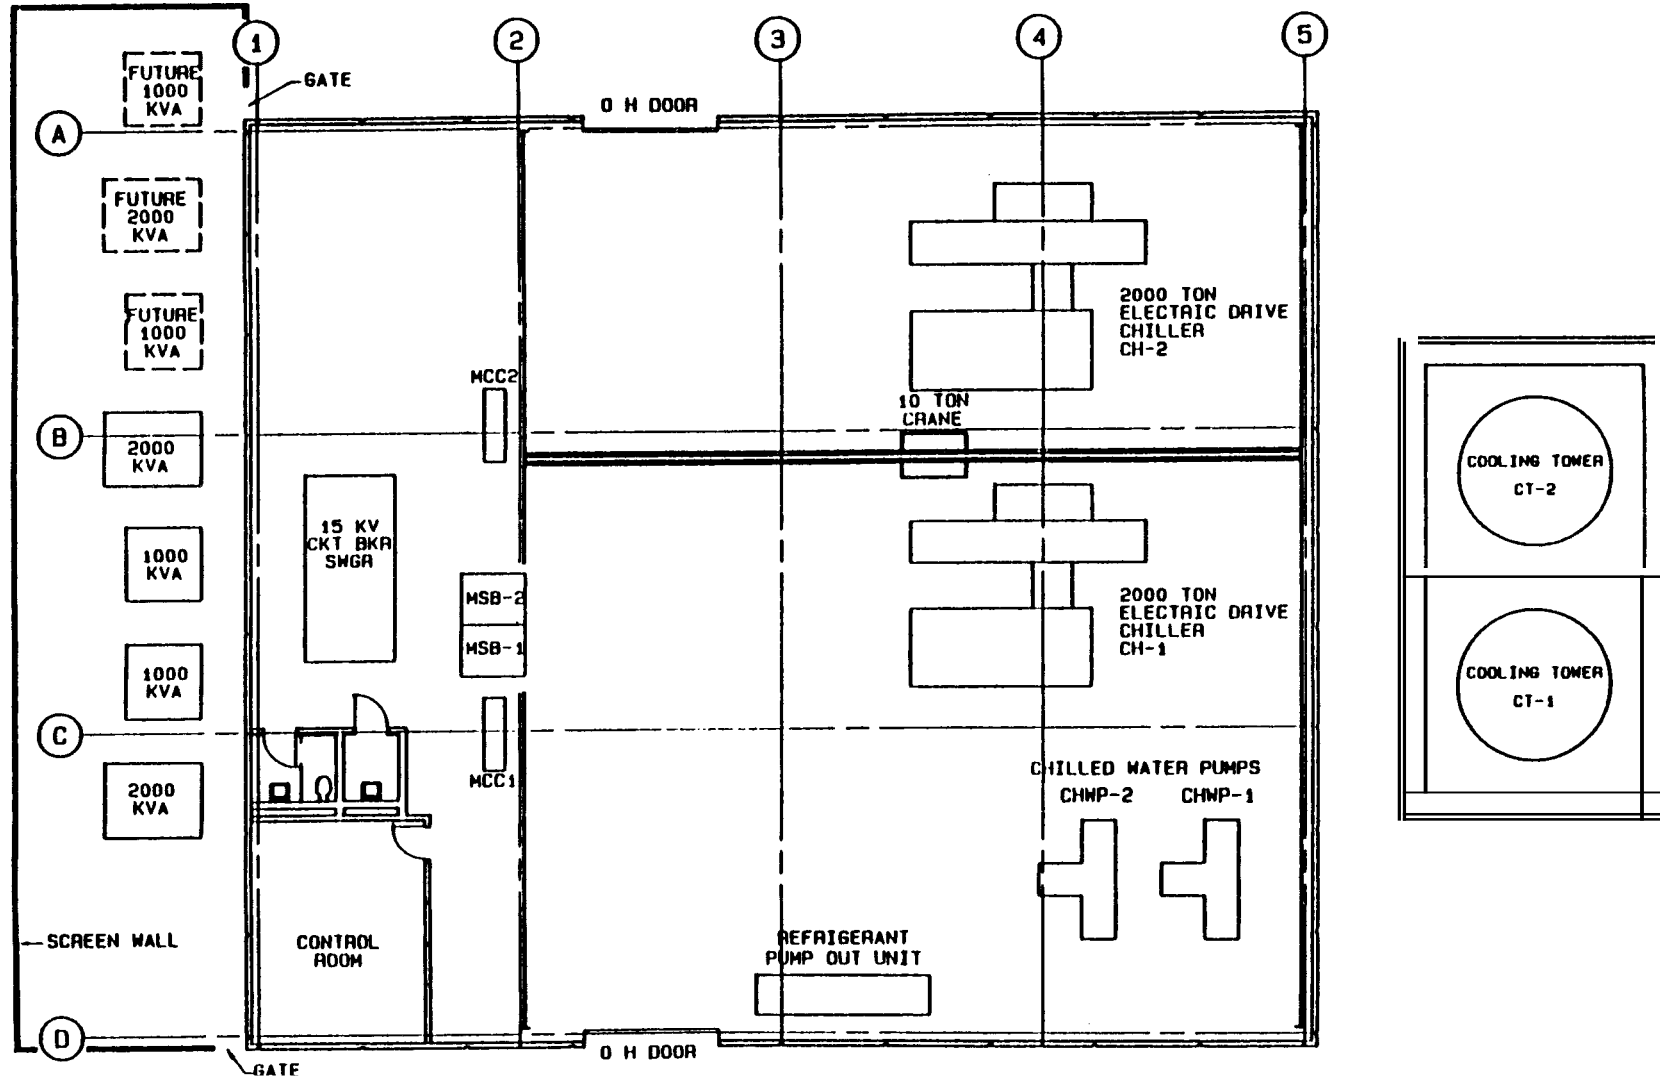 1
2
3
4
5
FUTURE
1000
KVA
GATE
O H DOOR
A
FUTURE
2000
KVA
FUTURE
1000
KVA
2000 TON
ELECTRIC DRIVE
CHILLER
CH-2
MCC2
10 TON
CRANE
B
2000
KVA
COOLING TOWER
CT-2
15 KV
CKT BKR
SWGR
1000
KVA
MSB-2
MSB-1
2000 TON
ELECTRIC DRIVE
CHILLER
CH-1
1000
KVA
COOLING TOWER
CT-1
C
MCC1
CHILLED WATER PUMPS
CHWP-2
CHWP-1
2000
KVA
SCREEN WALL
CONTROL
ROOM
REFRIGERANT
PUMP OUT UNIT
D
O H DOOR
GATE